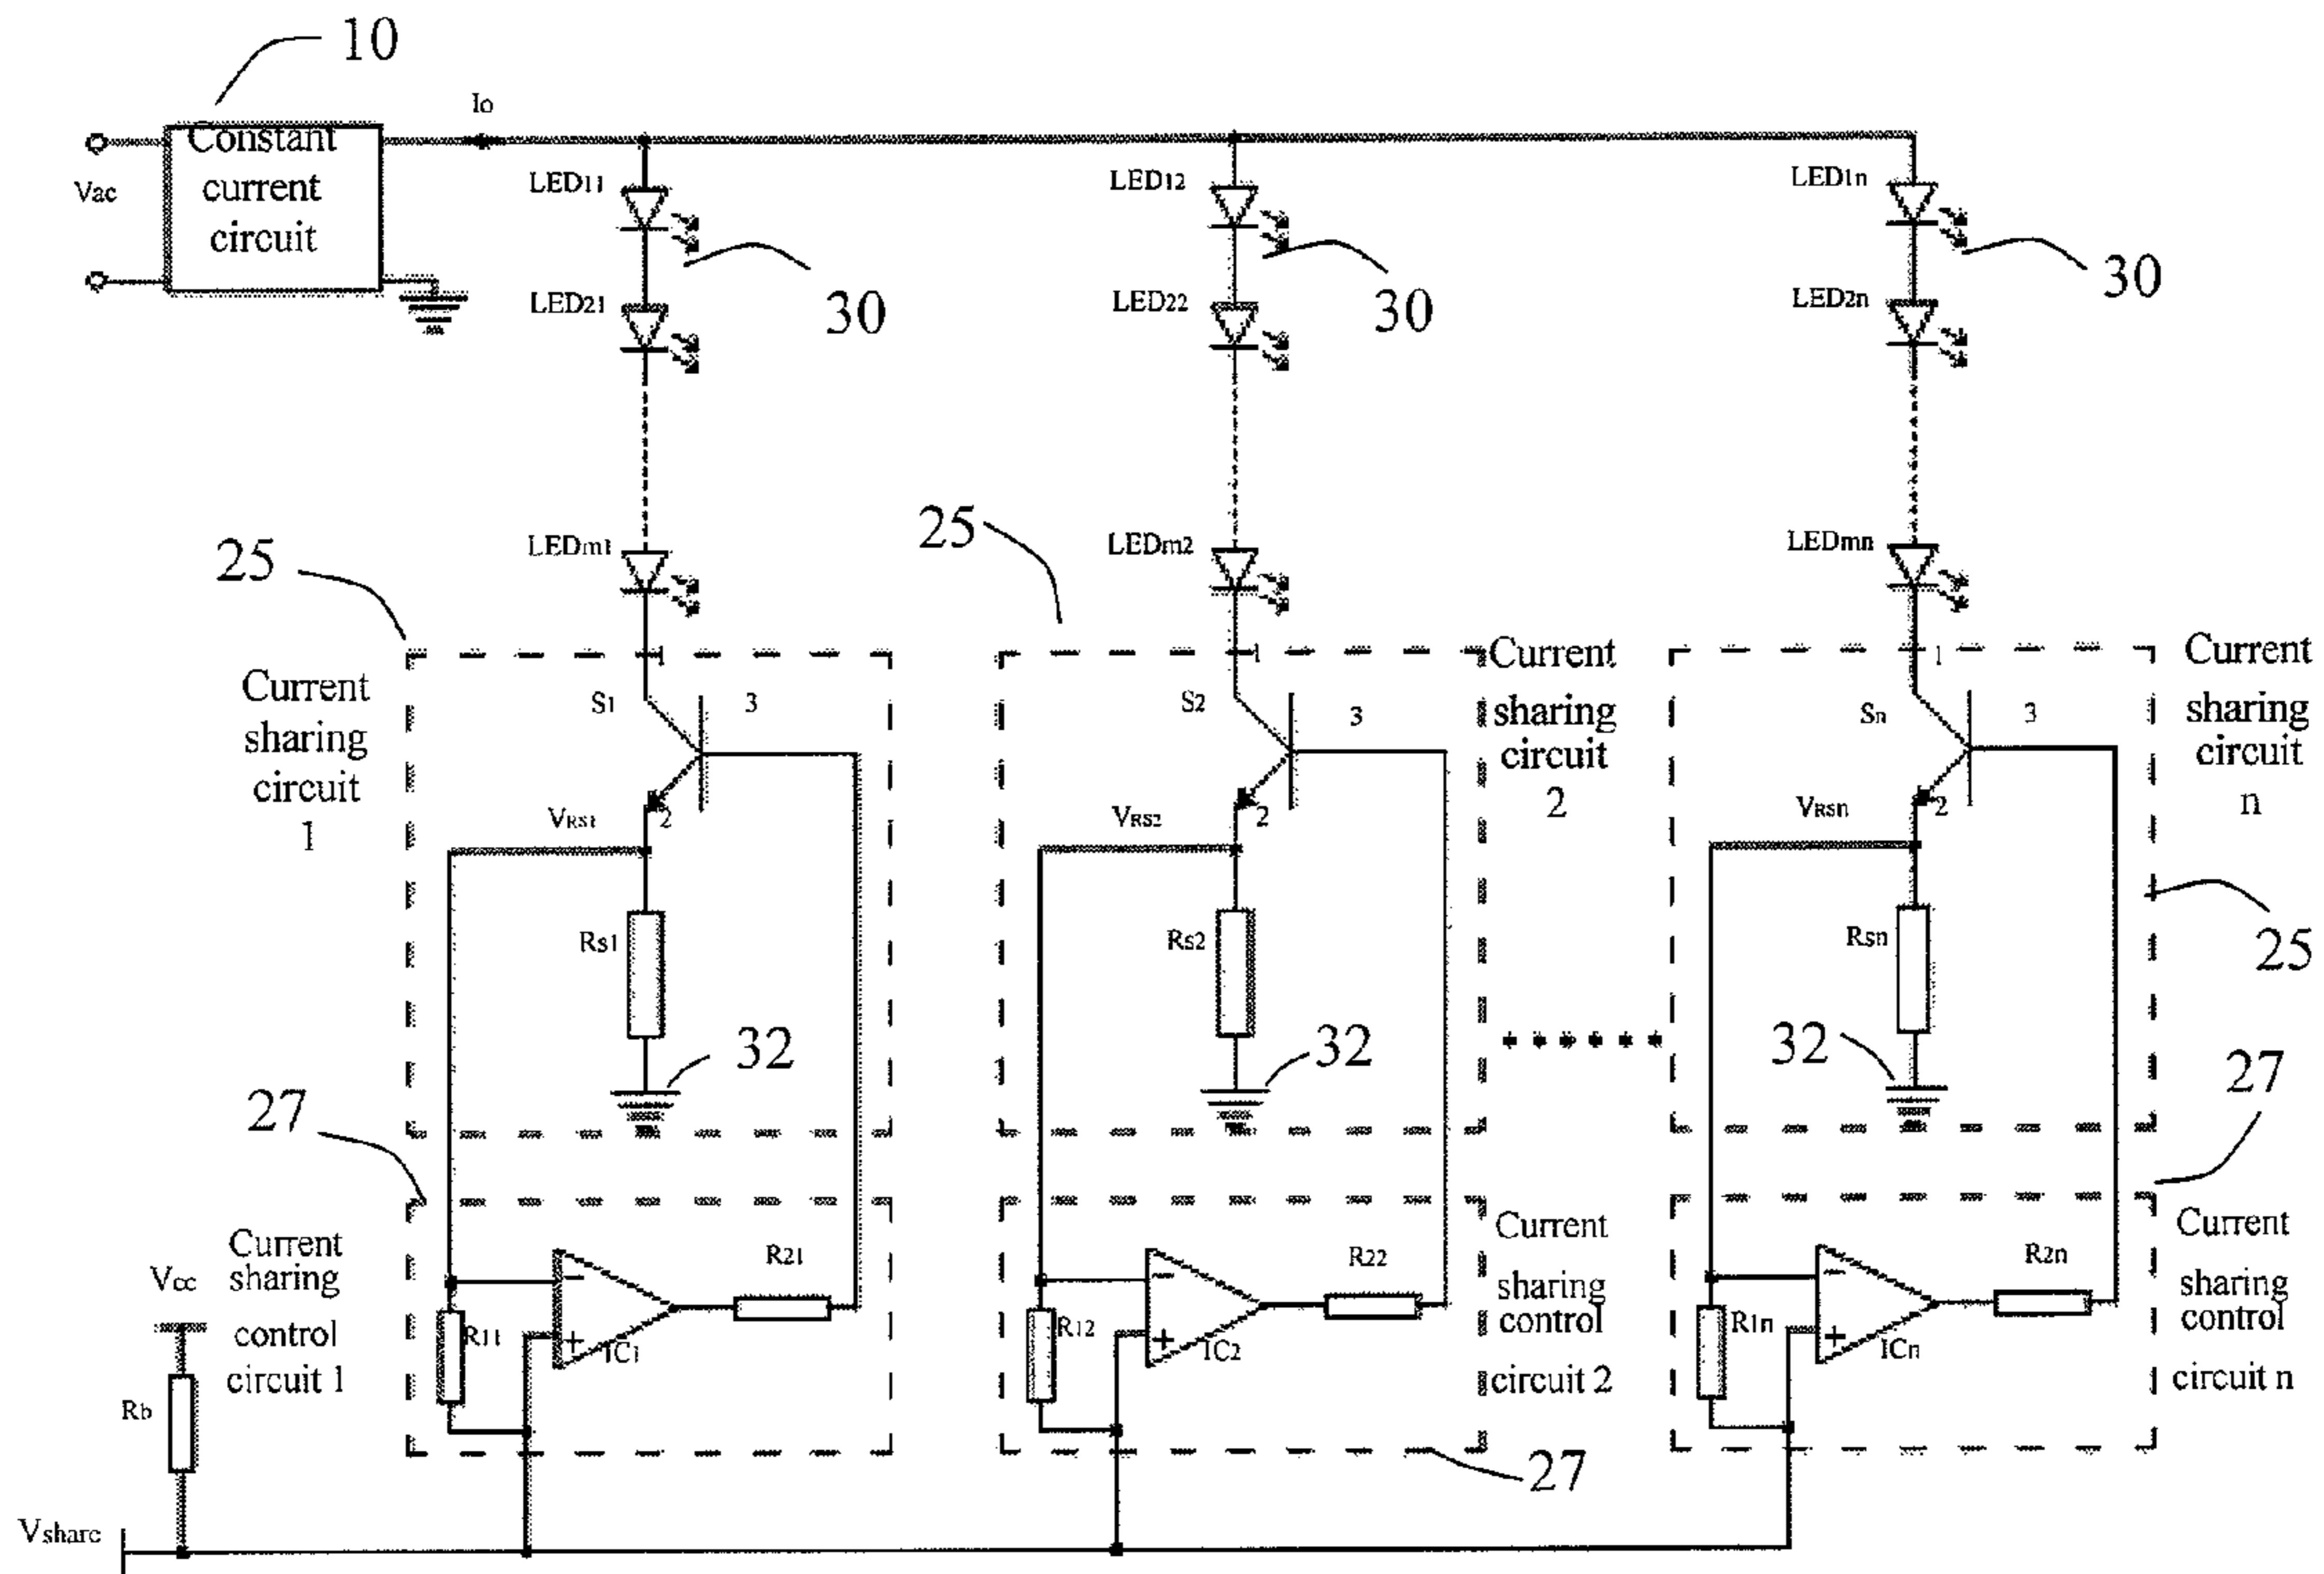 10
Io
Constant
current
circuit
Vac
LED11
LED12
LED1n
30
30
30
LED21
LED22
LED2n
LEDm1
LEDm2
LEDmn
25
25
Current
sharing
circuit
1
1
S1
3
2
VRS1
Rs1
32
Current
sharing
circuit
2
1
S2
3
2
VRS2
Rs2
32
Current
sharing
circuit
n
1
Sn
3
2
VRSn
Rsn
32
25
27
27
Current
sharing
control
circuit 1
Vcc
Rb
R11
−
+
IC1
R21
Current
sharing
control
circuit 2
R12
−
+
IC2
R22
27
Current
sharing
control
circuit n
R1n
−
+
ICn
R2n
Vshare